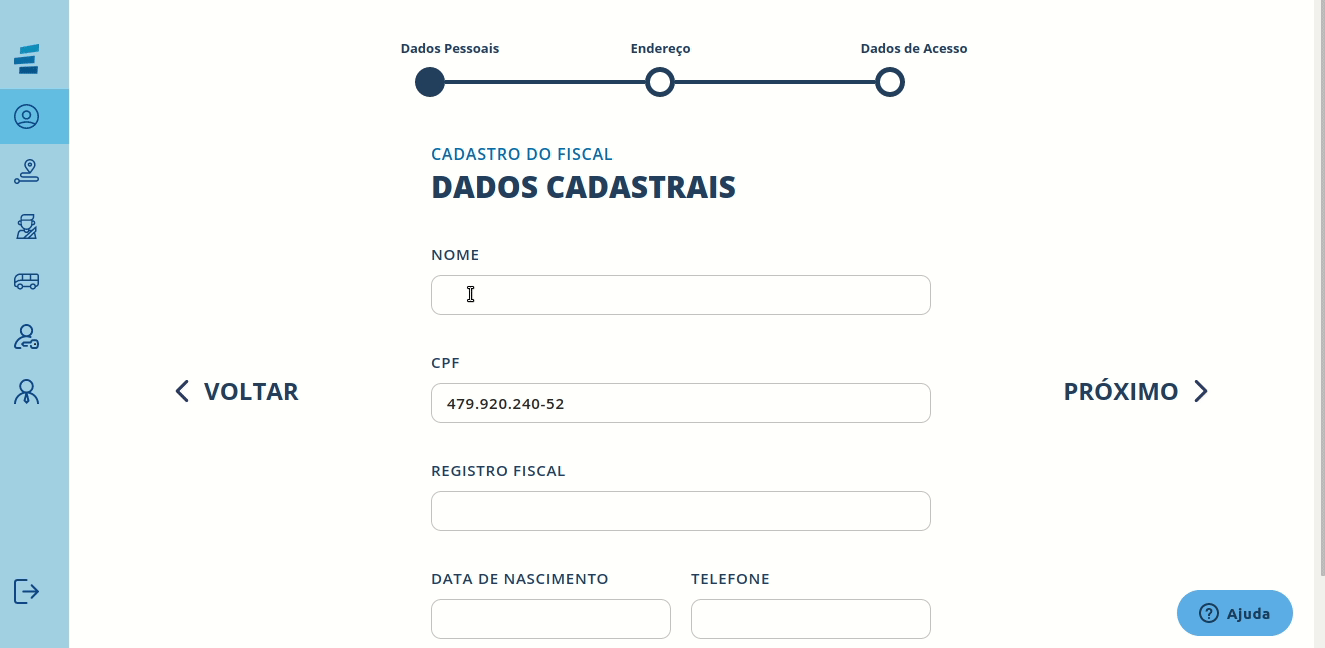 Dados Pessoais Endereço Dados de Acesso
CADASTRO DO FISCAL
DADOS CADASTRAIS
NOME
CPF
VOLTAR
PRÓXIMO
479.920.240-52
REGISTRO FISCAL
DATA DE NASCIMENTO TELEFONE
Ajuda